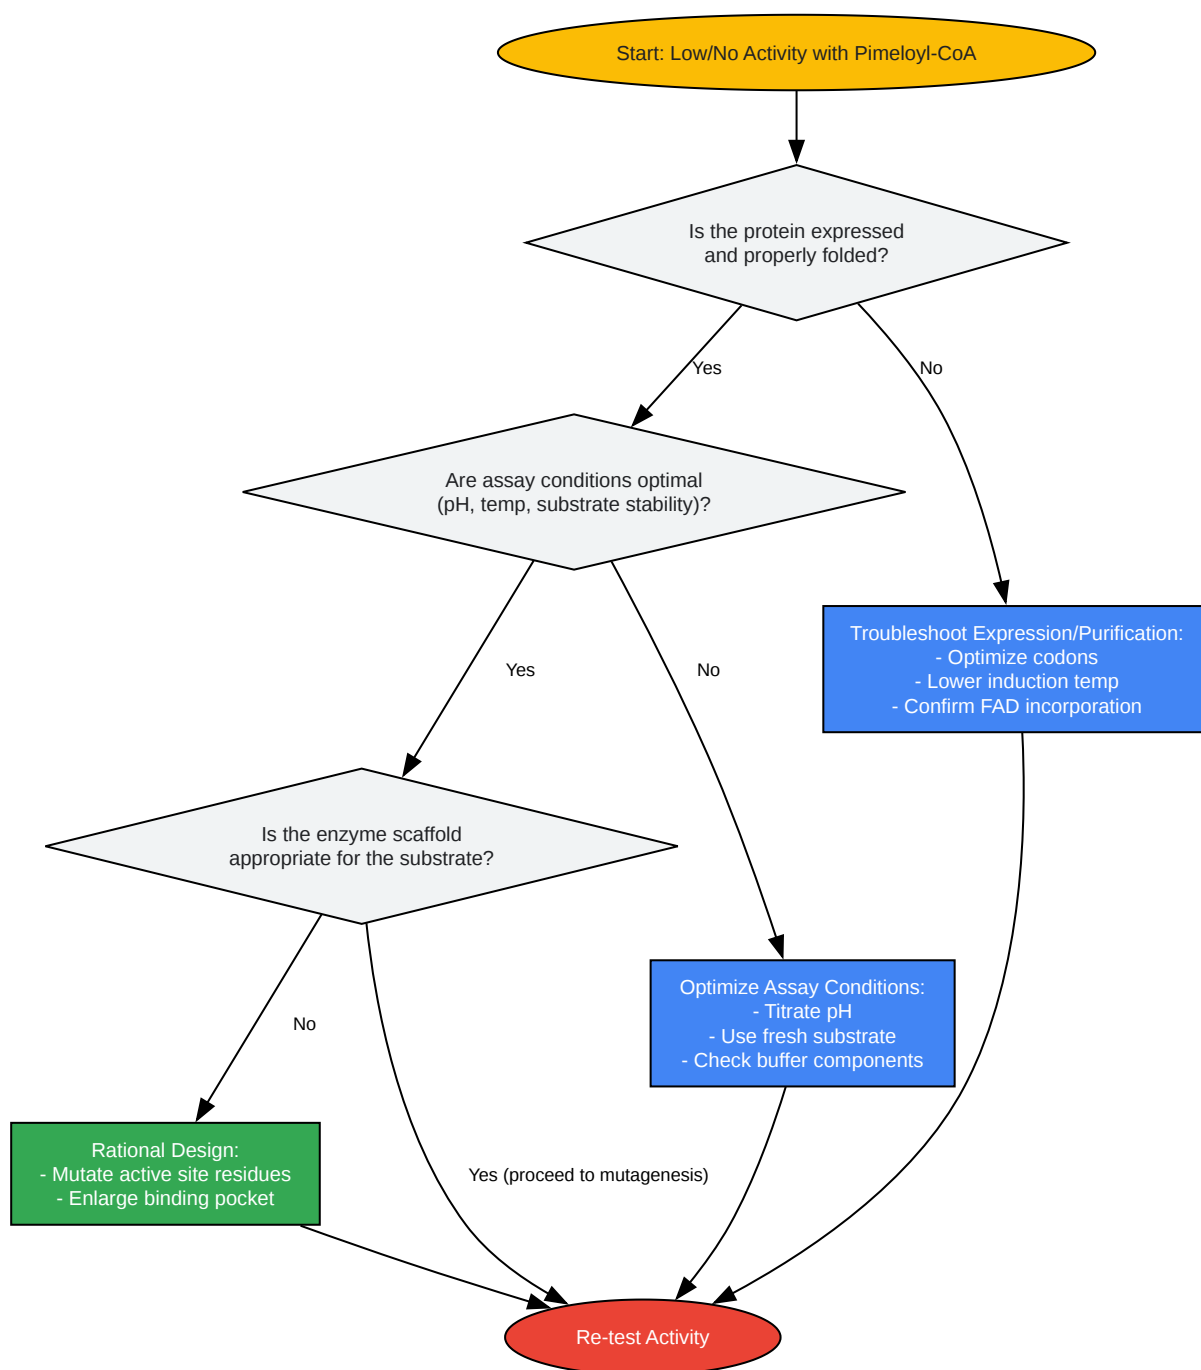 Start: Low/No Activity with Pimeloyl-CoA
Is the protein expressed
and properly folded?
Yes
No
Are assay conditions optimal
(pH, temp, substrate stability)?
Troubleshoot Expression/Purification:
- Optimize codons
- Lower induction temp
- Confirm FAD incorporation
Yes
No
Is the enzyme scaffold
appropriate for the substrate?
Optimize Assay Conditions:
- Titrate pH
- Use fresh substrate
- Check buffer components
No
Rational Design:
- Mutate active site residues
- Enlarge binding pocket
Yes (proceed to mutagenesis)
Re-test Activity